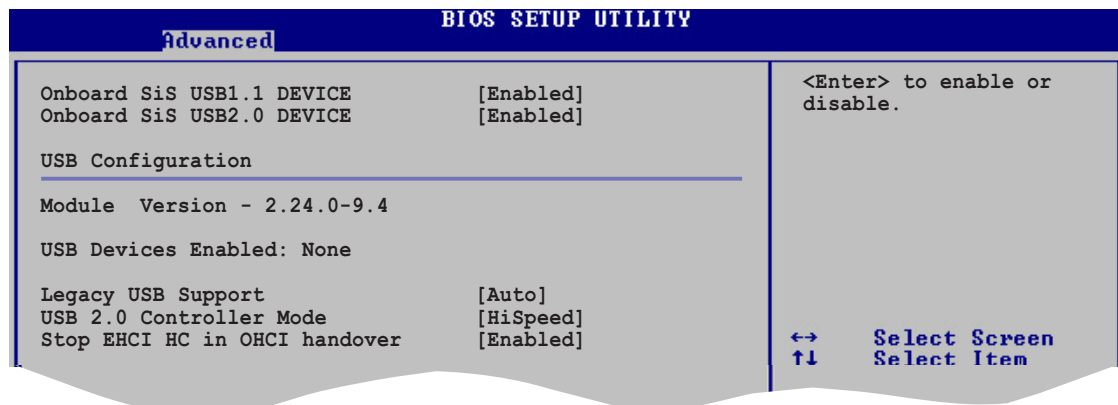 BIOS SETUP UTILITY
Advanced
Onboard SiS USB1.1 DEVICE [Enabled]
Onboard SiS USB2.0 DEVICE [Enabled]
USB Configuration
Module Version - 2.24.0-9.4
USB Devices Enabled: None
Legacy USB Support [Auto]
USB 2.0 Controller Mode [HiSpeed]
Stop EHCI HC in OHCI handover [Enabled]
<Enter> to enable or
disable.
←→ Select Screen
↑↓ Select Item